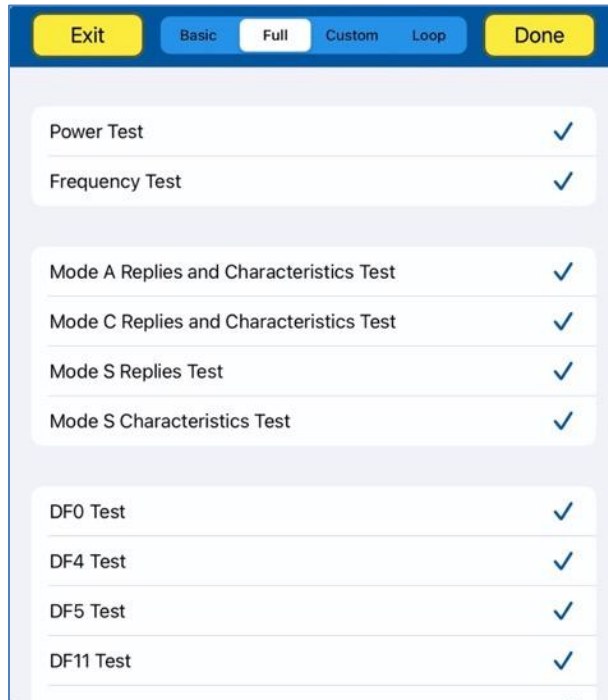 Exit Basic Full Custom Loop Done
Power Test
Frequency Test
Mode A Replies and Characteristics Test
Mode C Replies and Characteristics Test
Mode S Replies Test
Mode S Characteristics Test
DF0 Test
DF4 Test
DF5 Test
DF11 Test